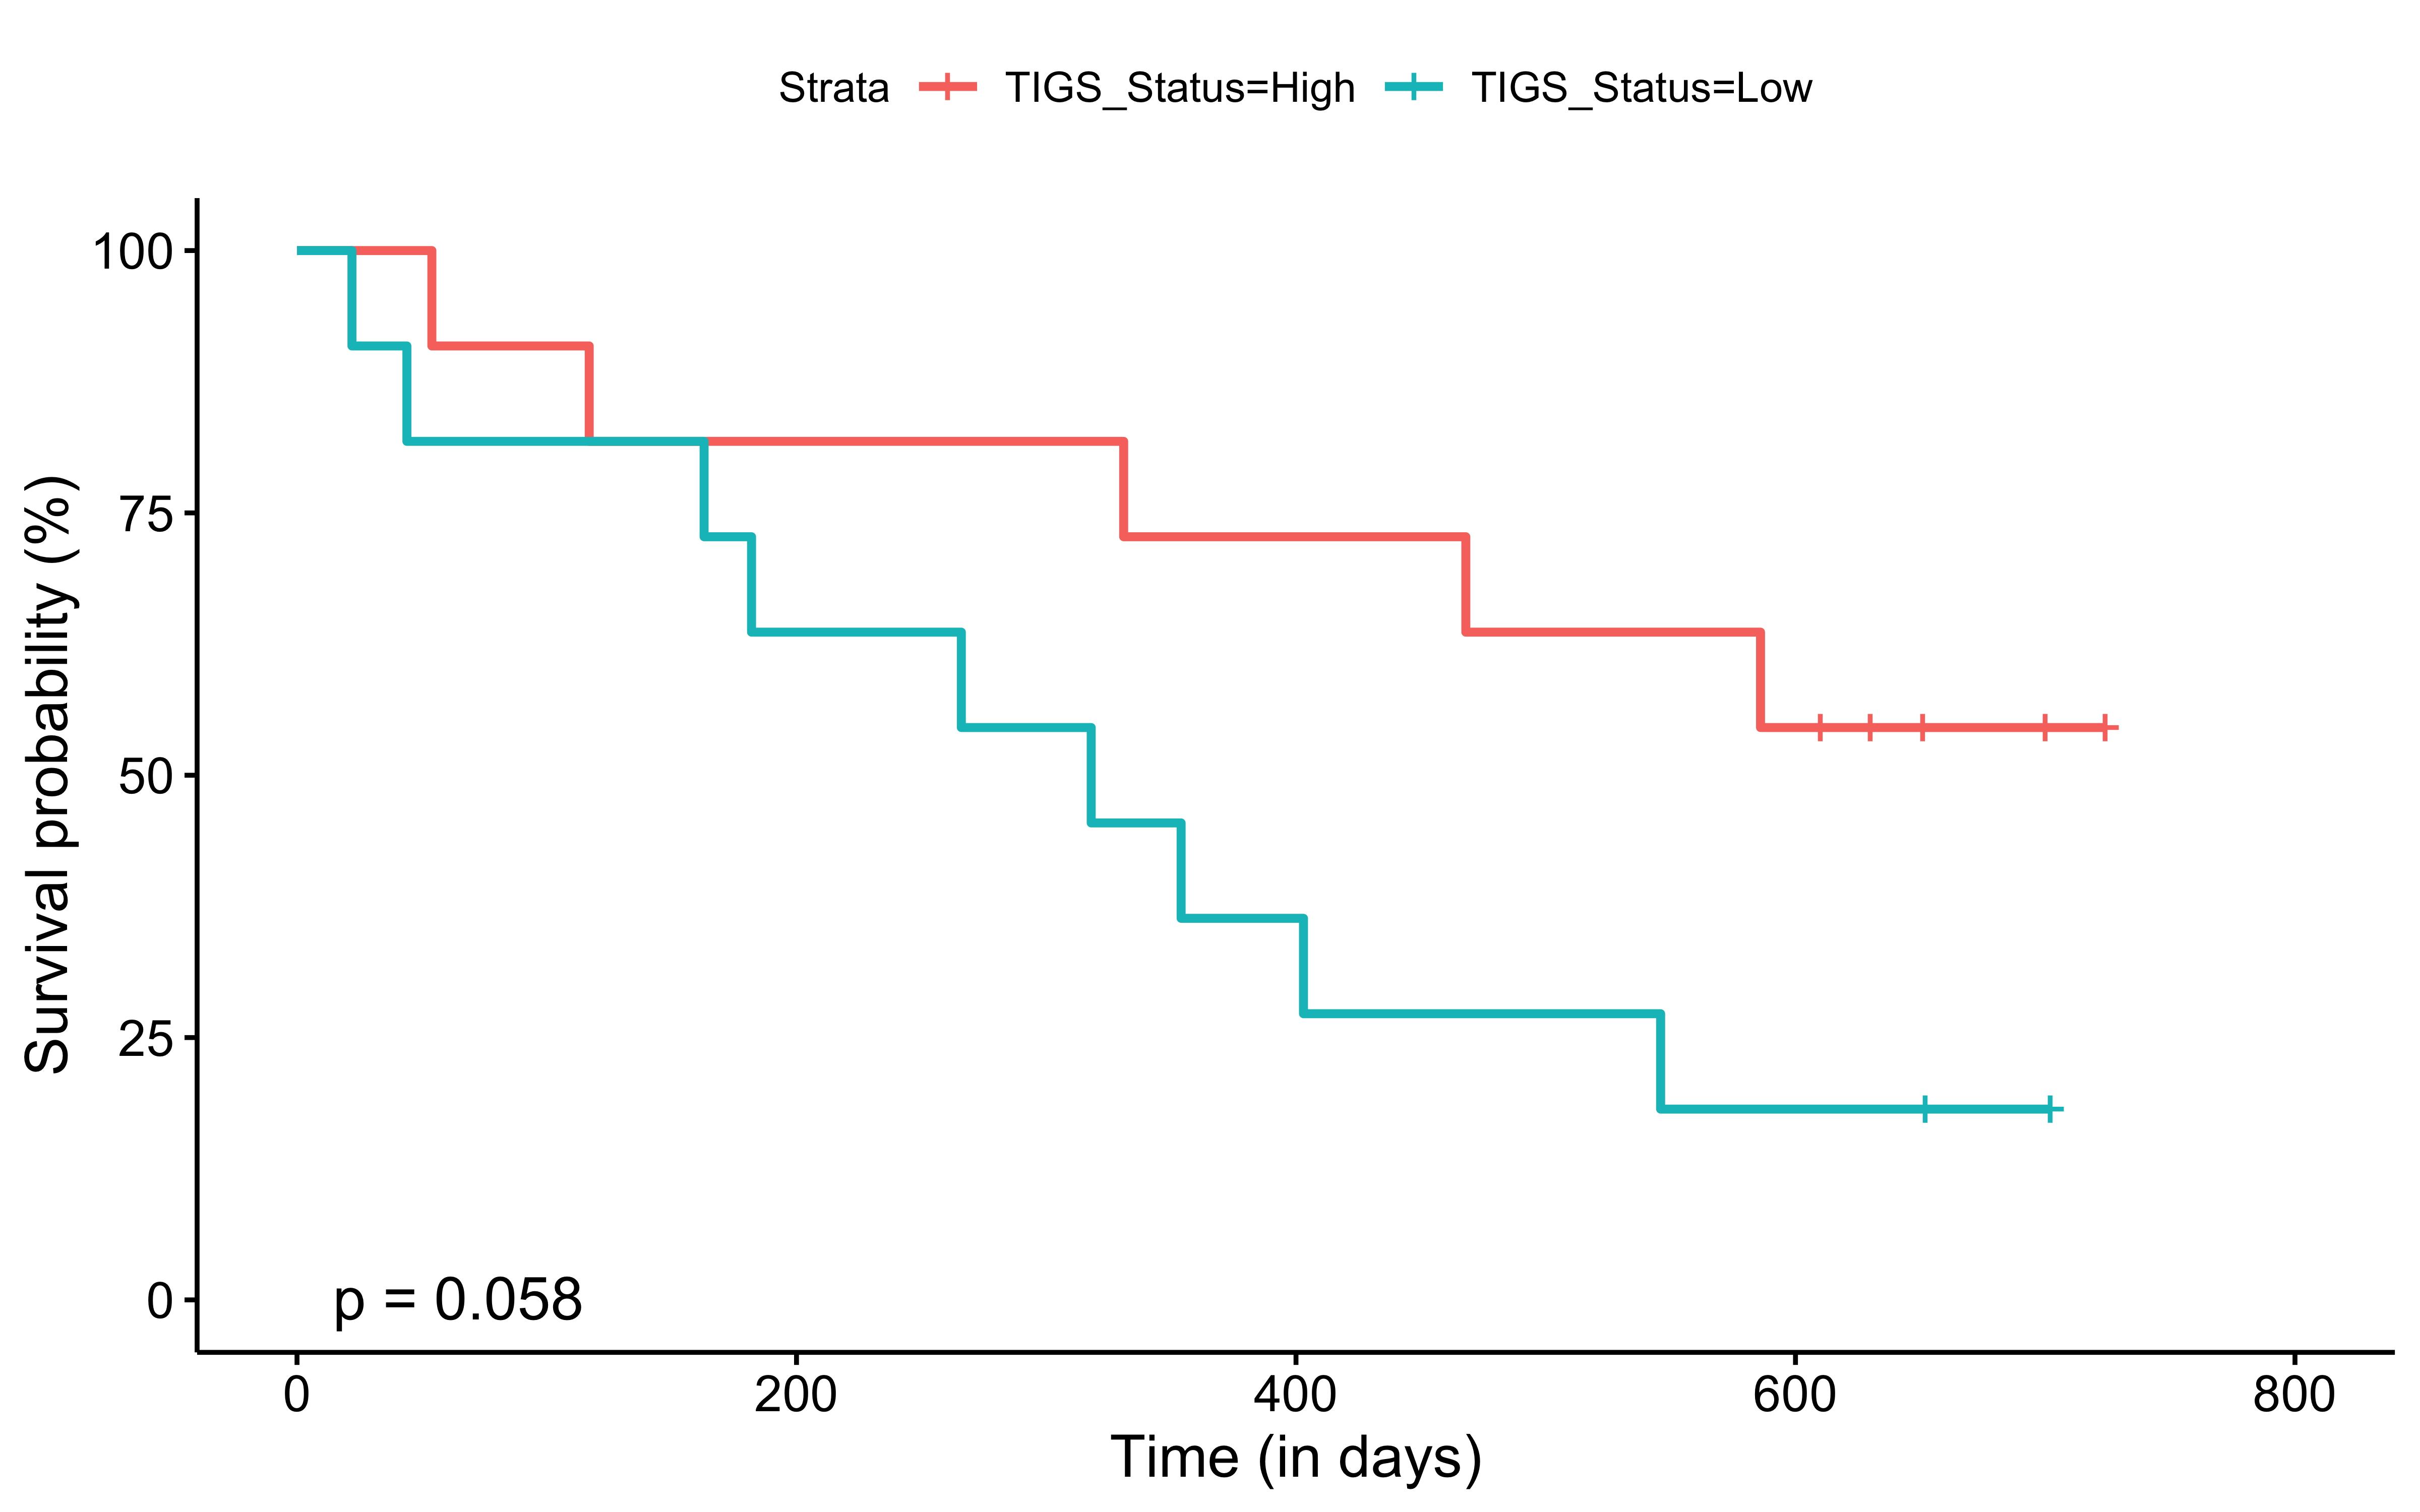 Strata TIGS_Status=High TIGS_Status=Low
Survival probability (%)
100
75
50
25
0
p = 0.058
0 200 400 600 800
Time (in days)